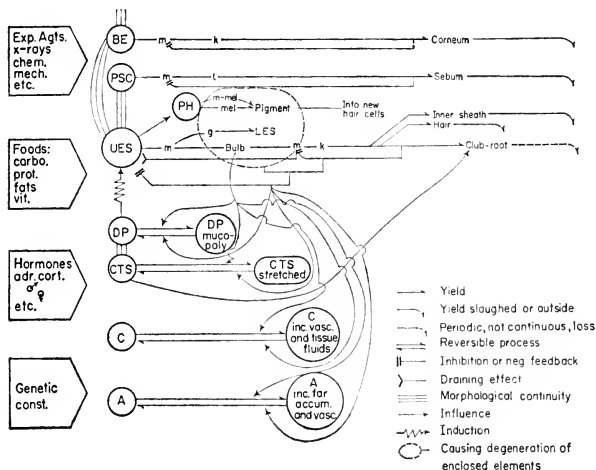 Exp. Agts.
x-rays
chem.
mech.
etc.
Foods:
carbo.
prot.
fats
vit.
Hormones
adr. cort.
♂
♀
etc.
Genetic
const.
BE
m
k
Corneum
PSC
m
t
Sebum
PH
m-mel
mel
Pigment
Into new
hair cells
g
LES
Inner sheath
Hair
UES
m
Bulb
m
k
Club-root
DP
DP
muco-
poly
CTS
CTS
stretched
C
C
inc. vasc.
and tissue
fluids
A
A
inc. far
accum.
and vasc.
Yield
Yield sloughed or outside
Periodic, not continuous, loss
Reversible process
Inhibition or neg feedback
Draining effect
Morphological continuity
Influence
Induction
Causing degeneration of
enclosed elements